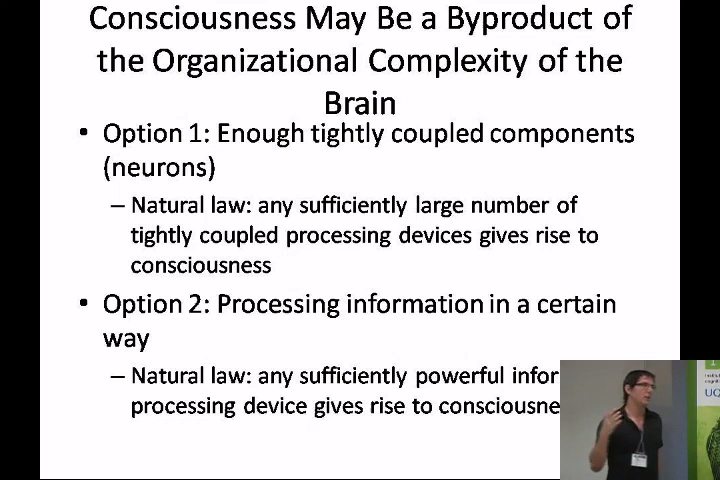 Consciousness May Be a Byproduct of
the Organizational Complexity of the
Brain
• Option 1: Enough tightly coupled components
(neurons)
– Natural law: any sufficiently large number of
tightly coupled processing devices gives rise to
consciousness
• Option 2: Processing information in a certain
way
– Natural law: any sufficiently powerful infor
processing device gives rise to consciousne
UQ